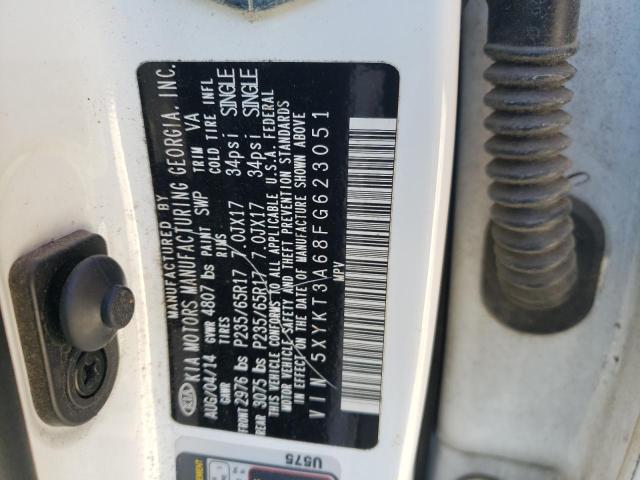 MANUFACTURED BY
KIA KIA MOTORS MANUFACTURING GEORGIA, INC.
AUG/04/14 GVWR 4807 lbs PAINT SWP TRIM VA
GAWR TIRES RIMS COLD TIRE INFL
FRONT 2976 lbs P235/65R17 7.0JX17 34psi SINGLE
REAR 3075 lbs P235/65R17 7.0JX17 34psi SINGLE
THIS VEHICLE CONFORMS TO ALL APPLICABLE U.S.A. FEDERAL
MOTOR VEHICLE SAFETY AND THEFT PREVENTION STANDARDS
IN EFFECT ON THE DATE OF MANUFACTURE SHOWN ABOVE
VIN 5XYKT3A68FG623051
MPV
U575